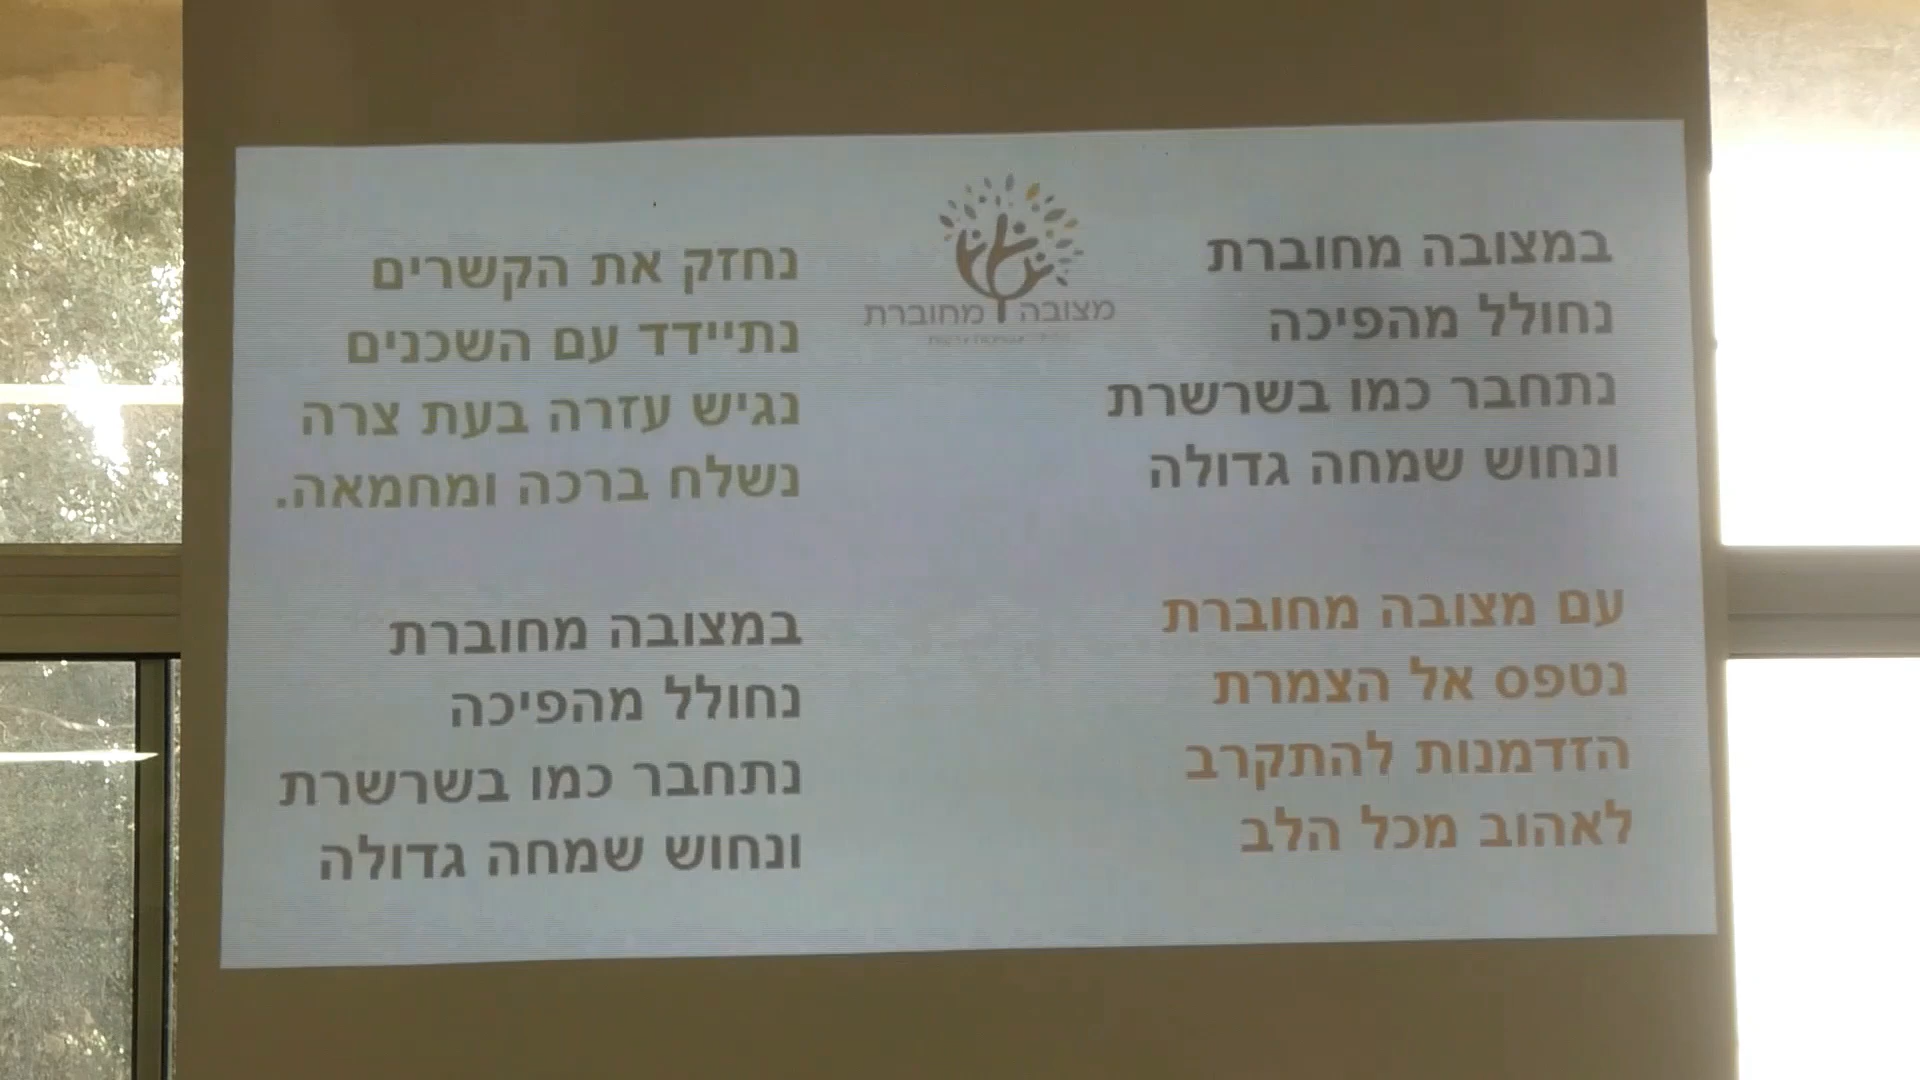 מצובה מחוברת
במצובה מחוברת
נחולל מהפיכה
נתחבר כמו בשרשרת
ונחוש שמחה גדולה
עם מצובה מחוברת
נטפס אל הצמרת
הזדמנות להתקרב
לאהוב מכל הלב
נחזק את הקשרים
נתיידד עם השכנים
נגיש עזרה בעת צרה
נשלח ברכה ומחמאה.
במצובה מחוברת
נחולל מהפיכה
נתחבר כמו בשרשרת
ונחוש שמחה גדולה